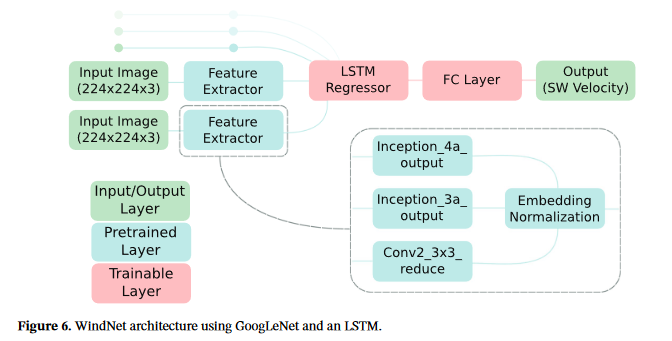 Input Image
(224x224x3)
Feature
Extractor
LSTM
Regressor
FC Layer
Output
(SW Velocity)
Input Image
(224x224x3)
Feature
Extractor
Inception_4a_
output
Inception_3a_
output
Embedding
Normalization
Conv2_3x3_
reduce
Input/Output
Layer
Pretrained
Layer
Trainable
Layer
Figure 6. WindNet architecture using GoogLeNet and an LSTM.